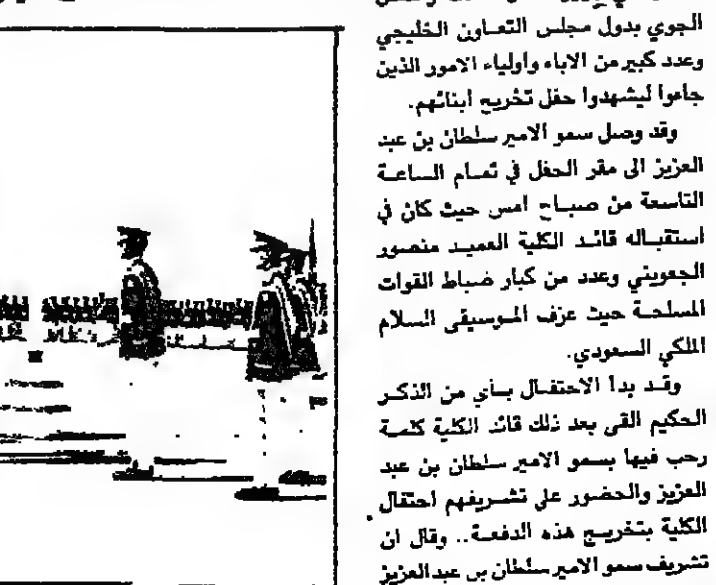 الجوي بدول مجلس التعاون الخليجي
وعدد كبير من الاباء واولياء الامور الذين
جاءوا ليشهدوا حفل تخريج ابنائهم.
وقد وصل سمو الامير سلطان بن عبد
العزيز الى مقر الحفل في تمام الساعة
التاسعة من صباح امس حيث كان في
استقباله قائد الكلية العميد منصور
الجعويني وعدد من كبار ضباط القوات
المسلحة حيث عزف الموسيقى السلام
الملكي السعودي.
وقد بدا الاحتفال بآي من الذكر
الحكيم القى بعد ذلك قائد الكلية كلمة
رحب فيها بسمو الامير سلطان بن عبد
العزيز والحضور على تشريفهم احتفال
الكلية بتخريج هذه الدفعة.. وقال ان
تشريف سمو الامير سلطان بن عبدالعزيز